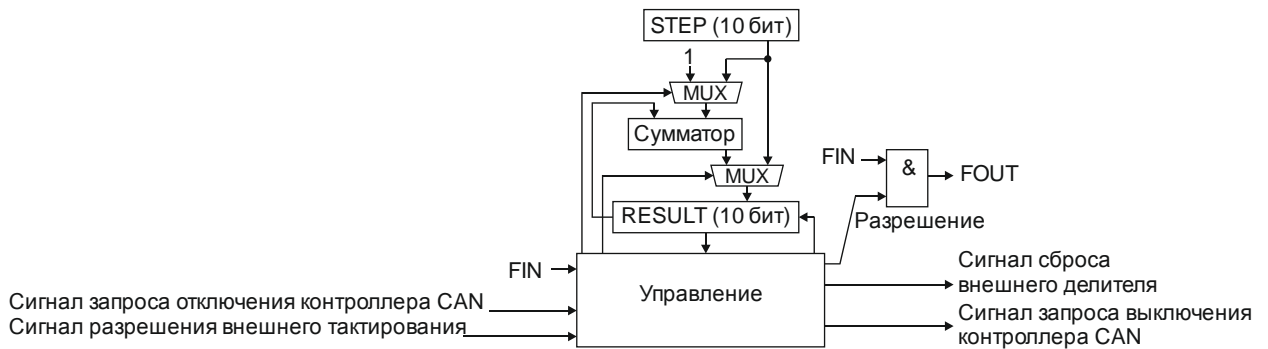 STEP (10 бит)
1
MUX
Сумматор
MUX
RESULT (10 бит)
FIN
&
FOUT
Разрешение
FIN
Управление
Сигнал запроса отключения контроллера CAN
Сигнал разрешения внешнего тактирования
Сигнал сброса
внешнего делителя
Сигнал запроса выключения
контроллера CAN